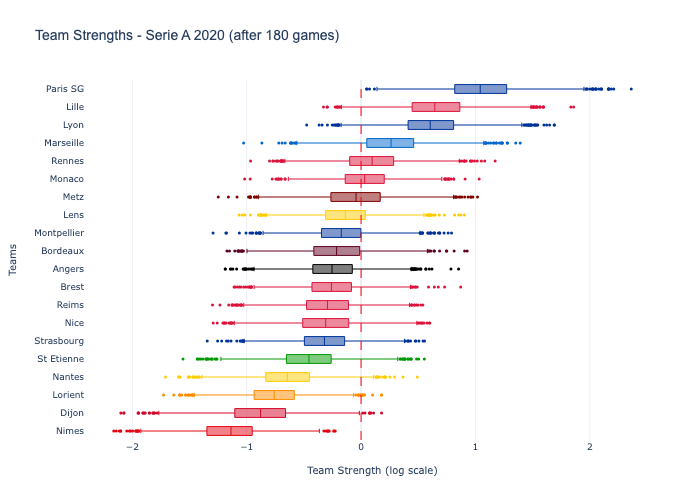 Team Strengths - Serie A 2020 (after 180 games)
Paris SG
Lille
Lyon
Marseille
Rennes
Monaco
Metz
Lens
Montpellier
Bordeaux
Angers
Brest
Reims
Nice
Strasbourg
St Etienne
Nantes
Lorient
Dijon
Nimes
Teams
−2 −1 0 1 2
Team Strength (log scale)